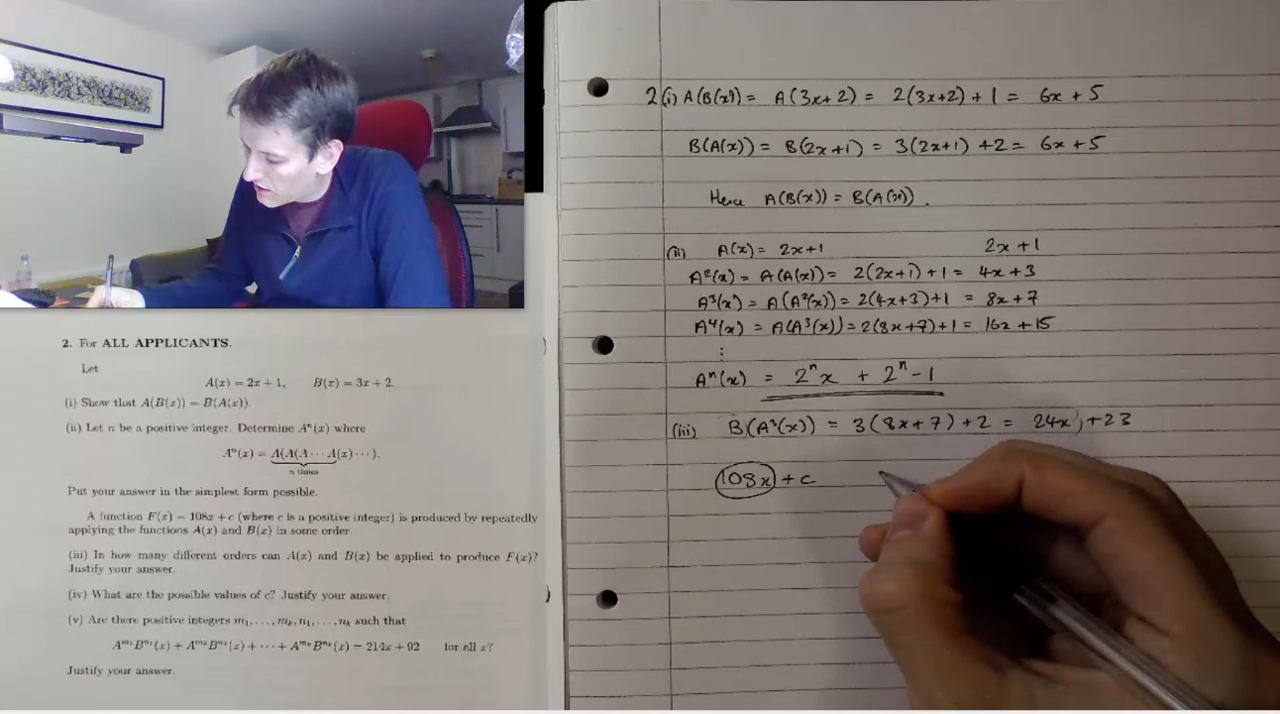 2. For ALL APPLICANTS.
Let
A(x) = 2x + 1, B(x) = 3x + 2.
(i) Show that A(B(x)) = B(A(x)).
(ii) Let n be a positive integer. Determine Aⁿ(x) where
Aⁿ(x) = A(A(A ⋯ A(x) ⋯ ).
n times
Put your answer in the simplest form possible.
A function F(x) = 108x + c (where c is a positive integer) is produced by repeatedly
applying the functions A(x) and B(x) in some order.
(iii) In how many different orders can A(x) and B(x) be applied to produce F(x)?
Justify your answer.
(iv) What are the possible values of c? Justify your answer.
(v) Are there positive integers m₁, . . . , mₖ, n₁, . . . , nₖ such that
Aᵐ¹Bⁿ¹(x) + Aᵐ²Bⁿ²(x) + ⋯ + AᵐᵏBⁿᵏ(x) = 214x + 92 for all x?
Justify your answer.
2(i) A(B(x)) = A(3x+2) = 2(3x+2) + 1 = 6x + 5
B(A(x)) = B(2x+1) = 3(2x+1) + 2 = 6x + 5
Hence A(B(x)) = B(A(x)).
(ii) A(x) = 2x+1 2x + 1
A²(x) = A(A(x)) = 2(2x+1) + 1 = 4x + 3
A³(x) = A(A²(x)) = 2(4x+3)+1 = 8x + 7
A⁴(x) = A(A³(x)) = 2(8x+7)+1 = 16x + 15
⋮
Aⁿ(x) = 2ⁿx + 2ⁿ - 1
(iii) B(A³(x)) = 3(8x+7) + 2 = 24x + 23
108x + c